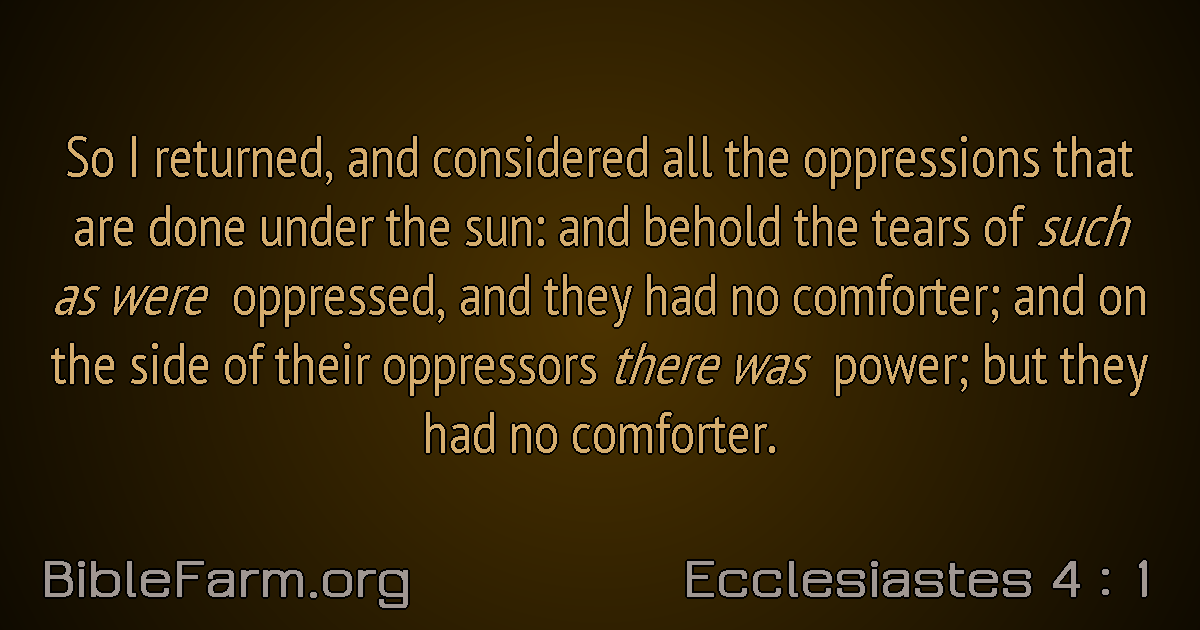 So I returned, and considered all the oppressions that
are done under the sun: and behold the tears of such
as were oppressed, and they had no comforter; and on
the side of their oppressors there was power; but they
had no comforter.
BibleFarm.org
Ecclesiastes 4 : 1